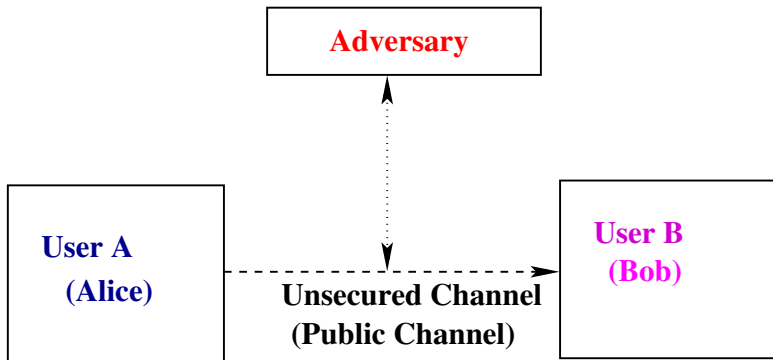 Adversary
User A
(Alice)
Unsecured Channel
(Public Channel)
User B
(Bob)